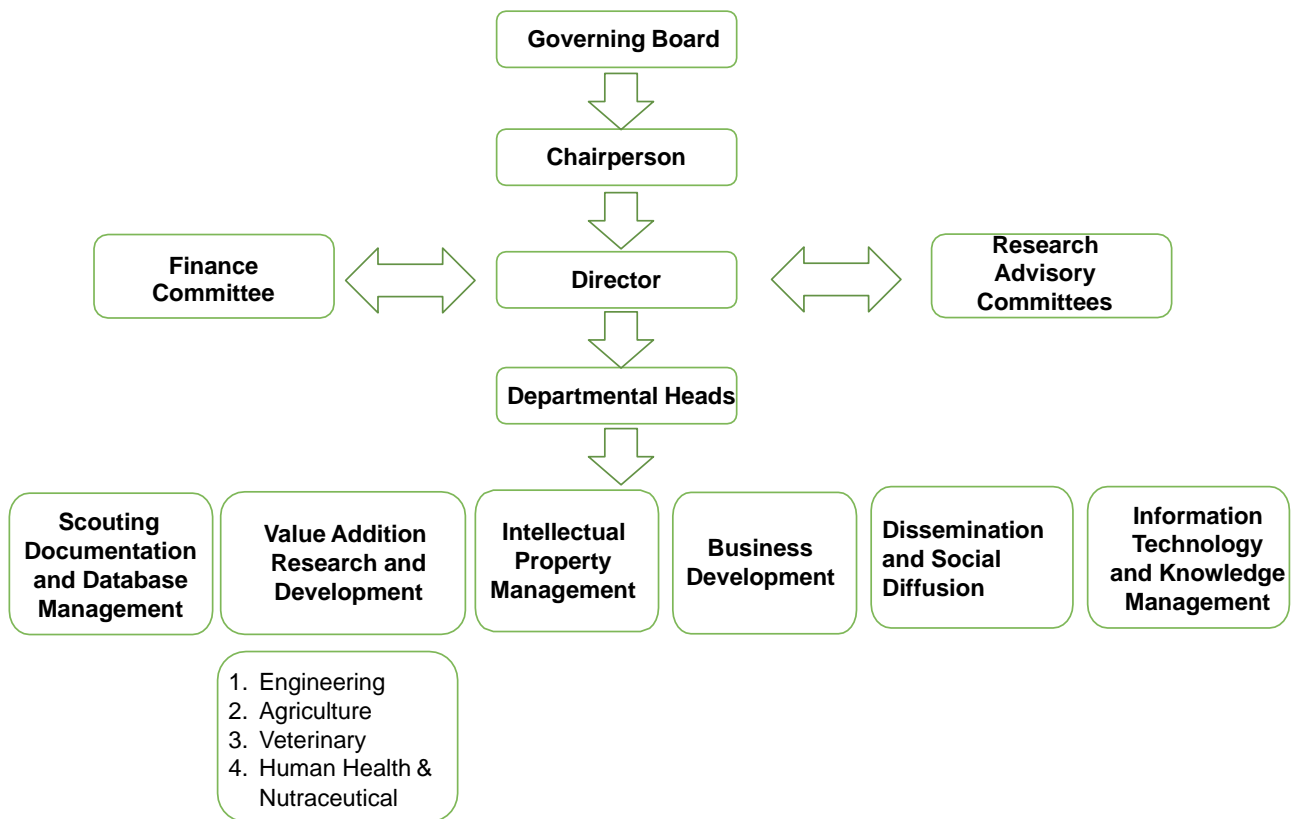 Governing Board
Chairperson
Finance
Committee
Director
Research
Advisory
Committees
Departmental Heads
Scouting
Documentation
and Database
Management
Value Addition
Research and
Development
Intellectual
Property
Management
Business
Development
Dissemination
and Social
Diffusion
Information
Technology
and Knowledge
Management
1. Engineering
2. Agriculture
3. Veterinary
4. Human Health &
Nutraceutical